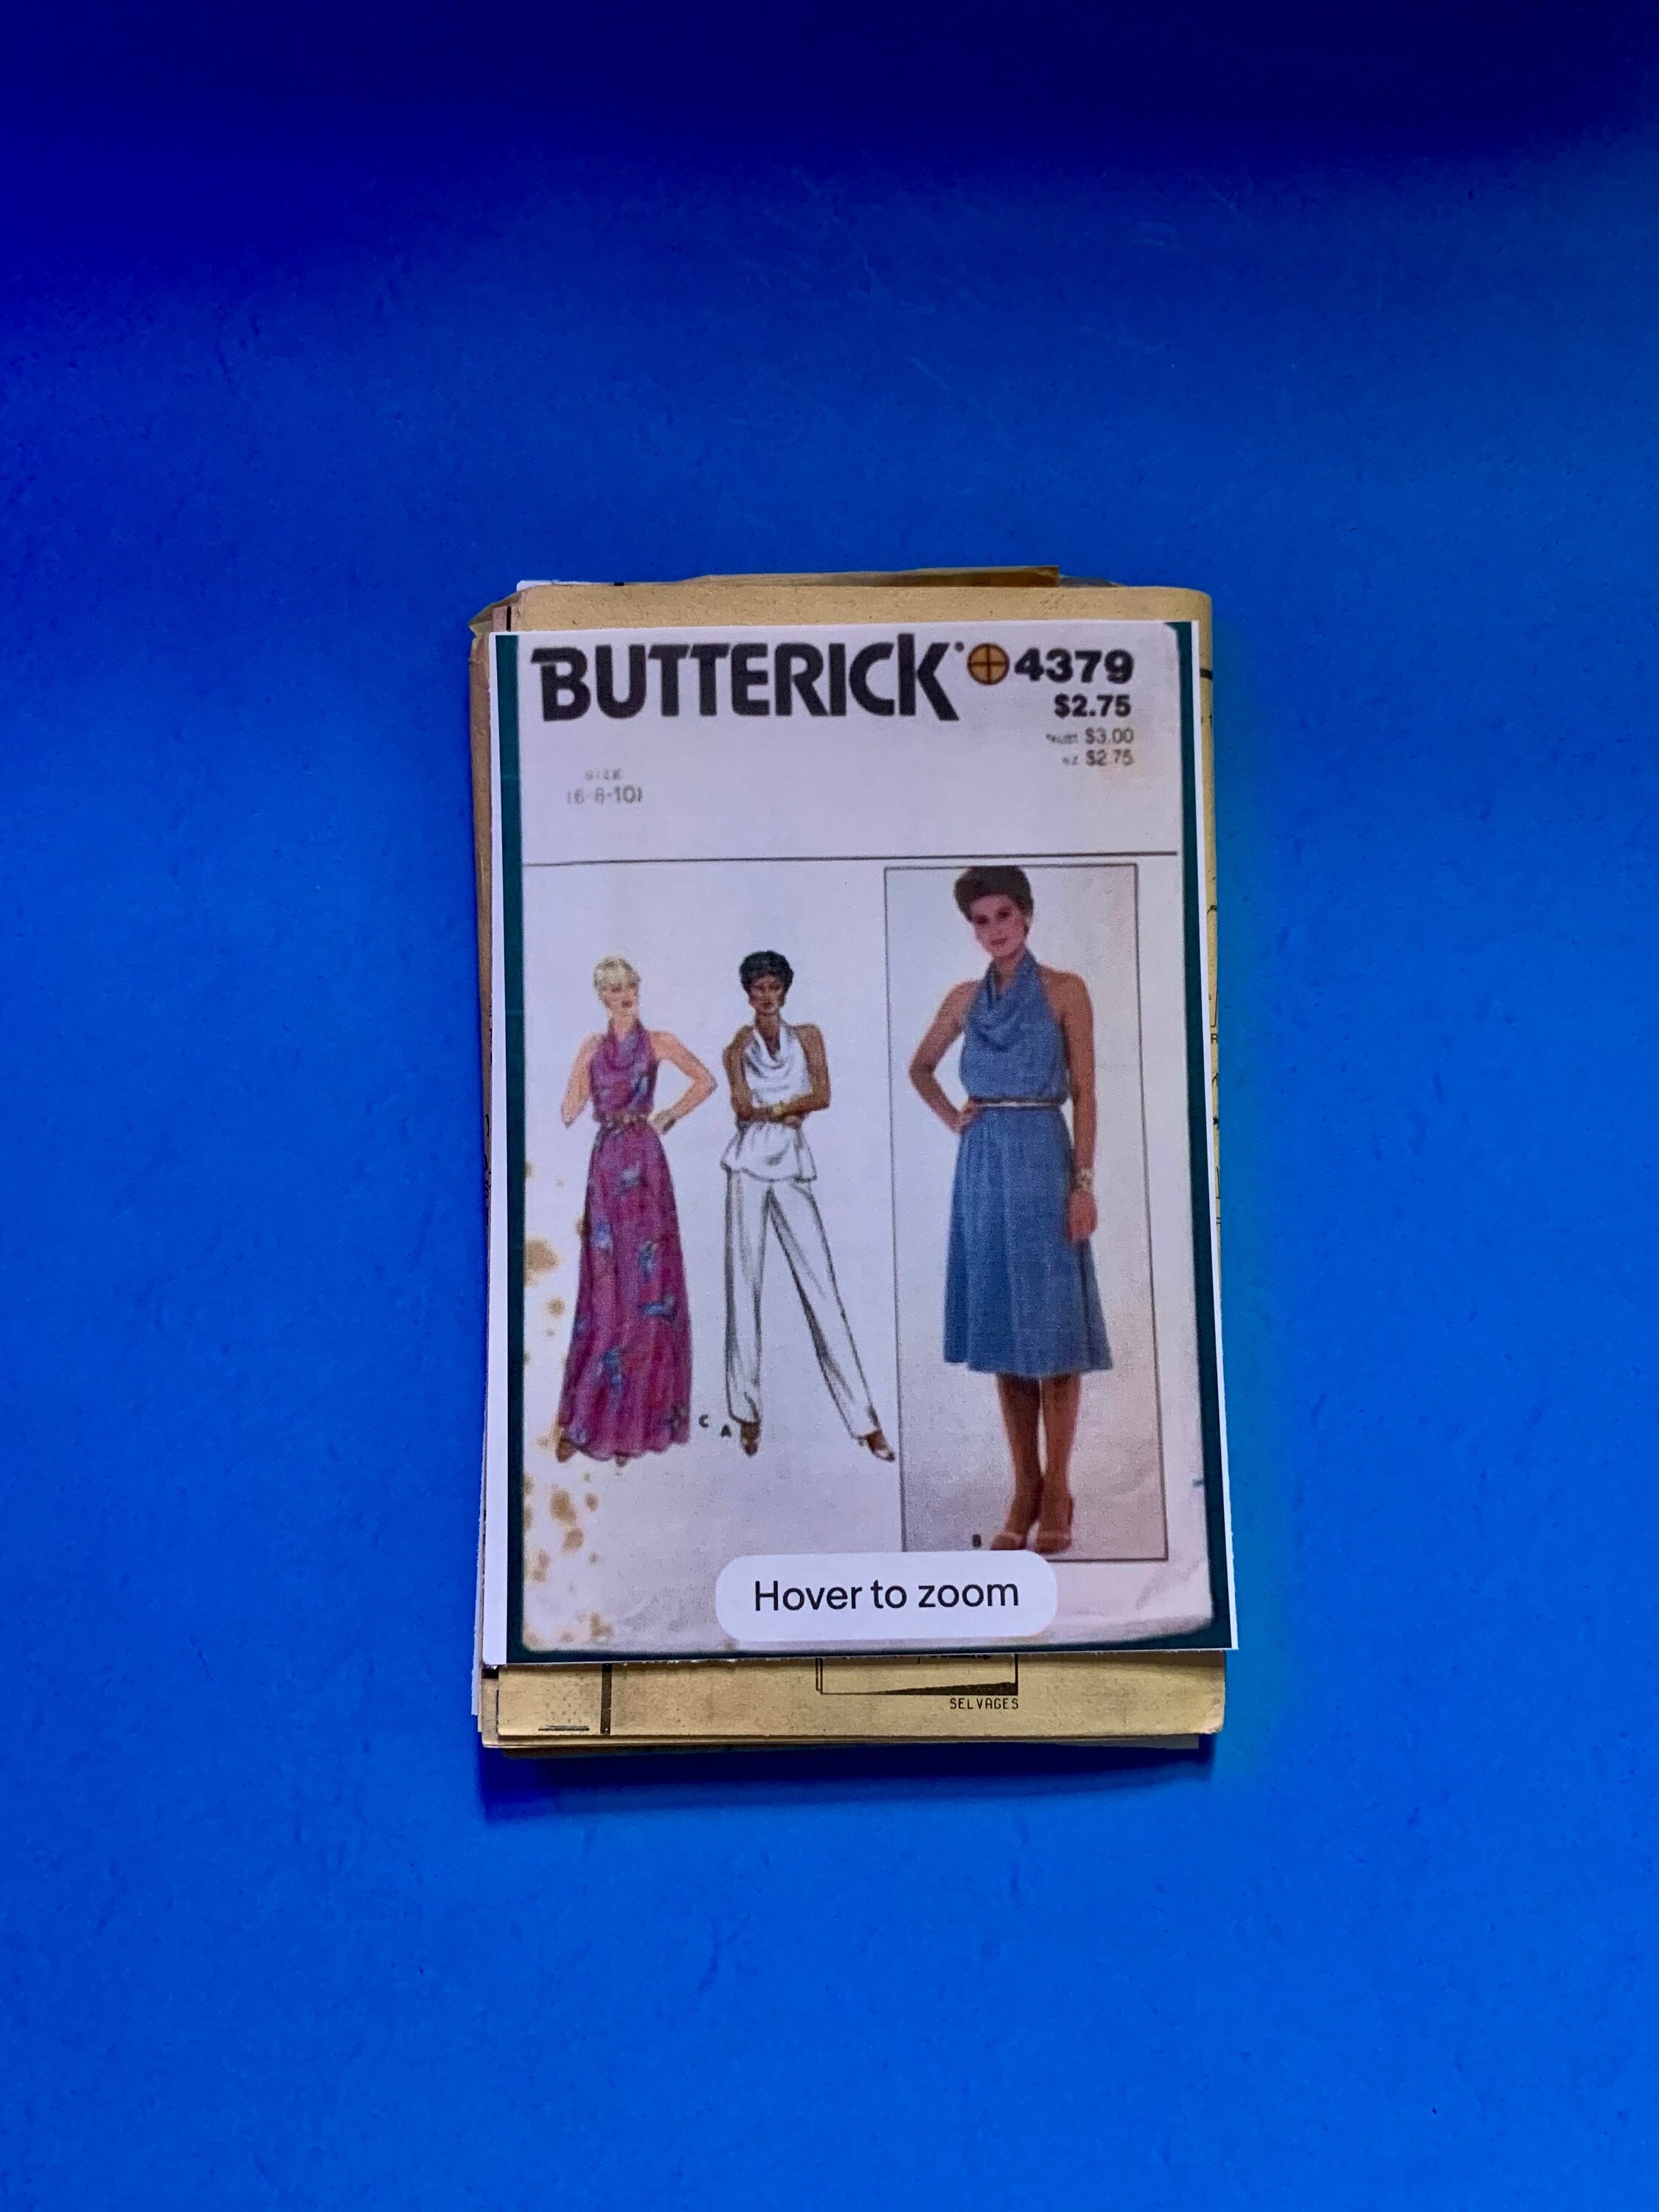 BUTTERICK 4379
$2.75
$3.00
N.Z. $2.75
SIZE
(6-8-10)
C
A
B
Hover to zoom
SELVAGES